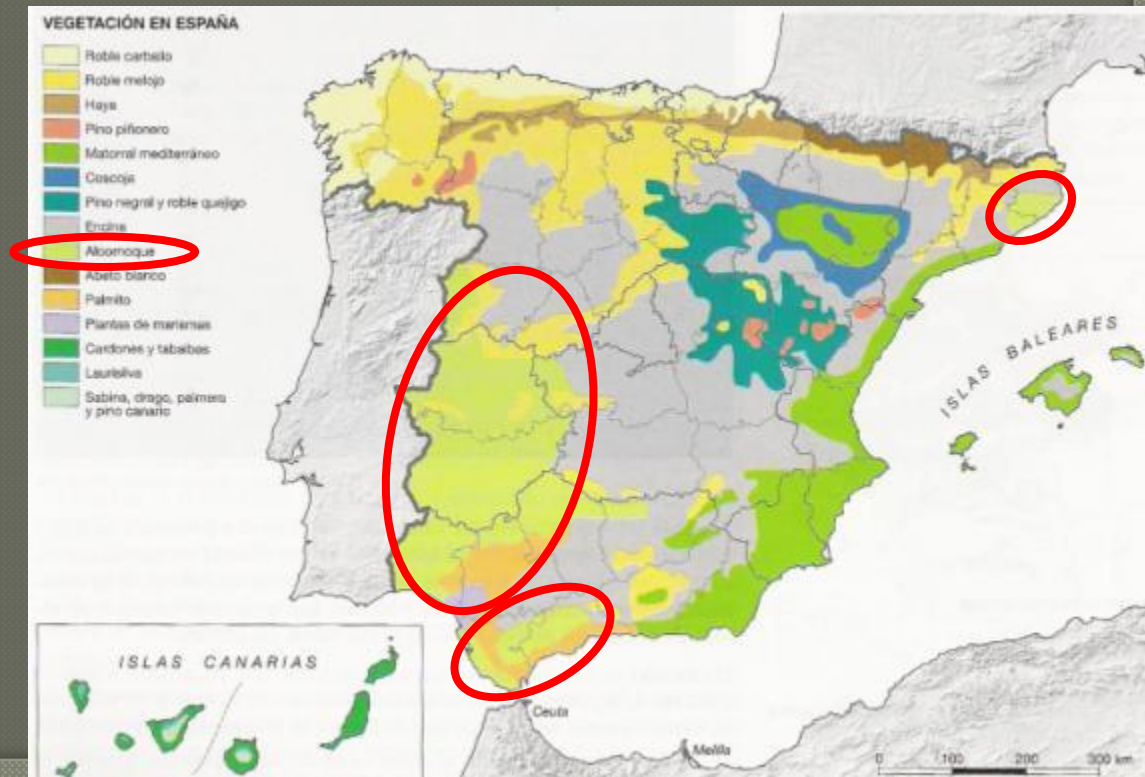 VEGETACIÓN EN ESPAÑA
Roble carballo
Roble melojo
Haya
Pino piñonero
Matorral mediterráneo
Coscoja
Pino negral y roble quejigo
Encina
Alcornoque
Abeto blanco
Palmito
Plantas de marismas
Cardones y tabaibas
Laurisilva
Sabina, drago, palmera
y pino canario
ISLAS BALEARES
ISLAS CANARIAS
Ceuta
Melilla
0 100 200 300 km